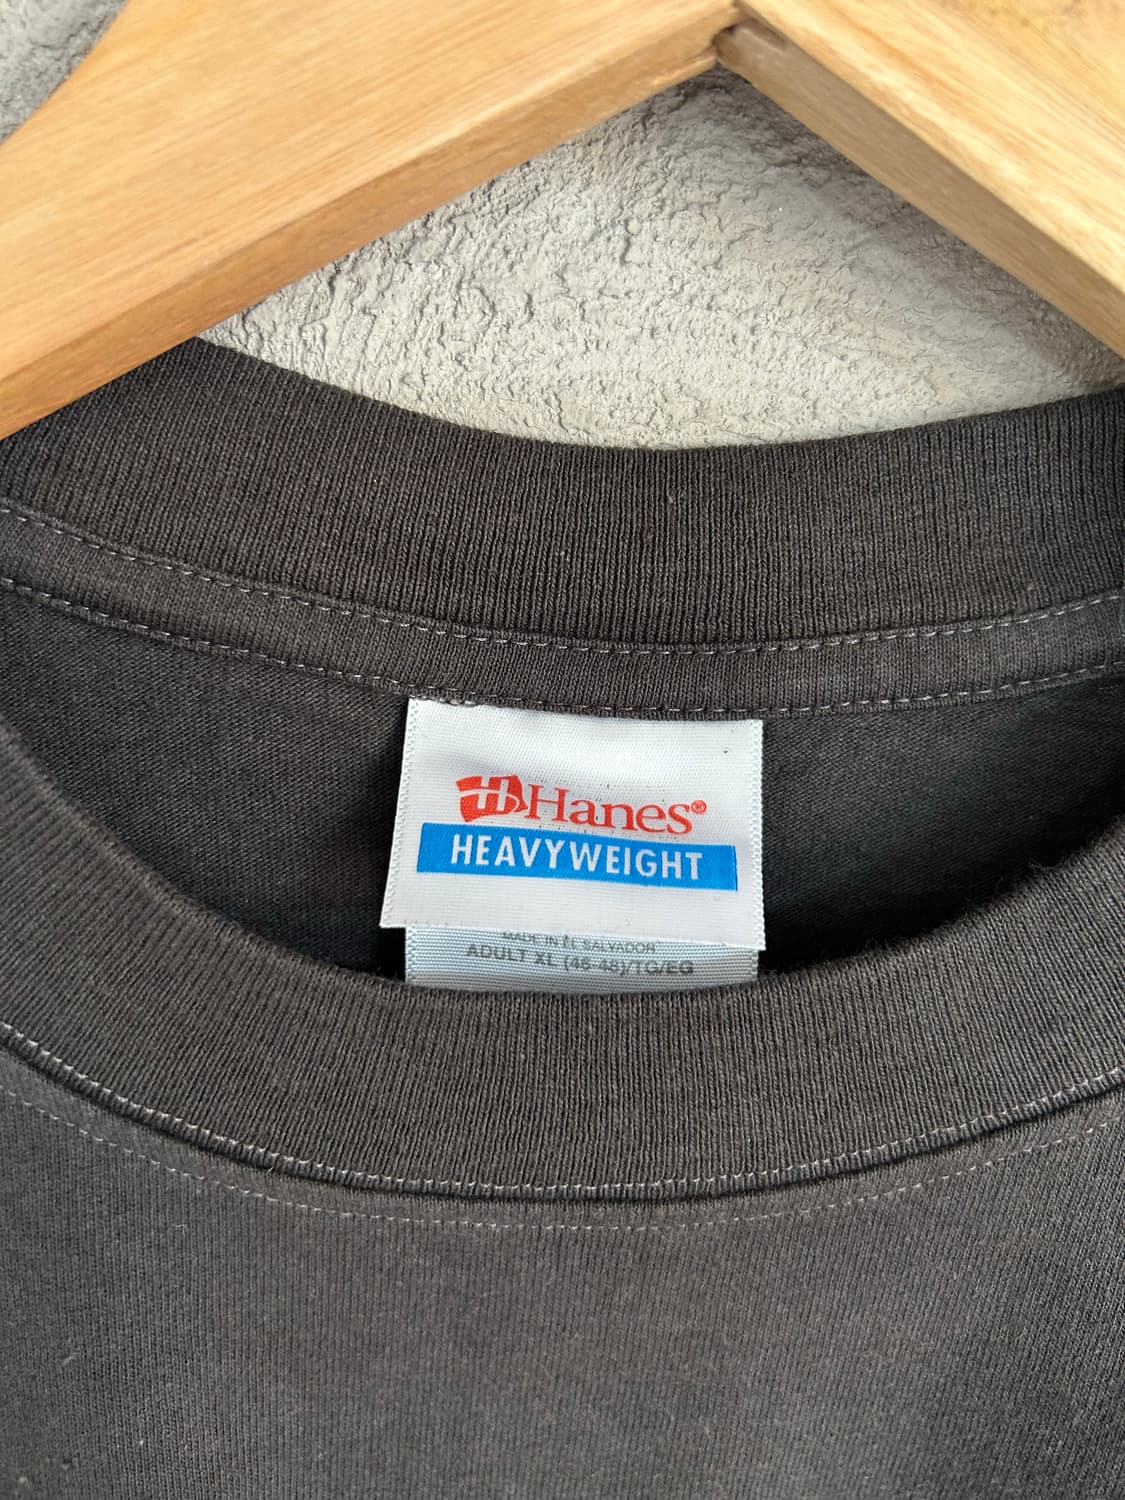 Hanes®
HEAVYWEIGHT
MADE IN EL SALVADOR
ADULT XL (46-48)/TG/EG